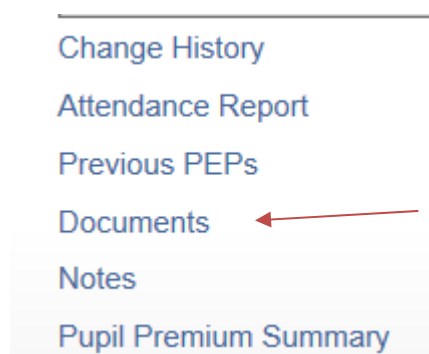 Change History
Attendance Report
Previous PEPs
Documents
Notes
Pupil Premium Summary